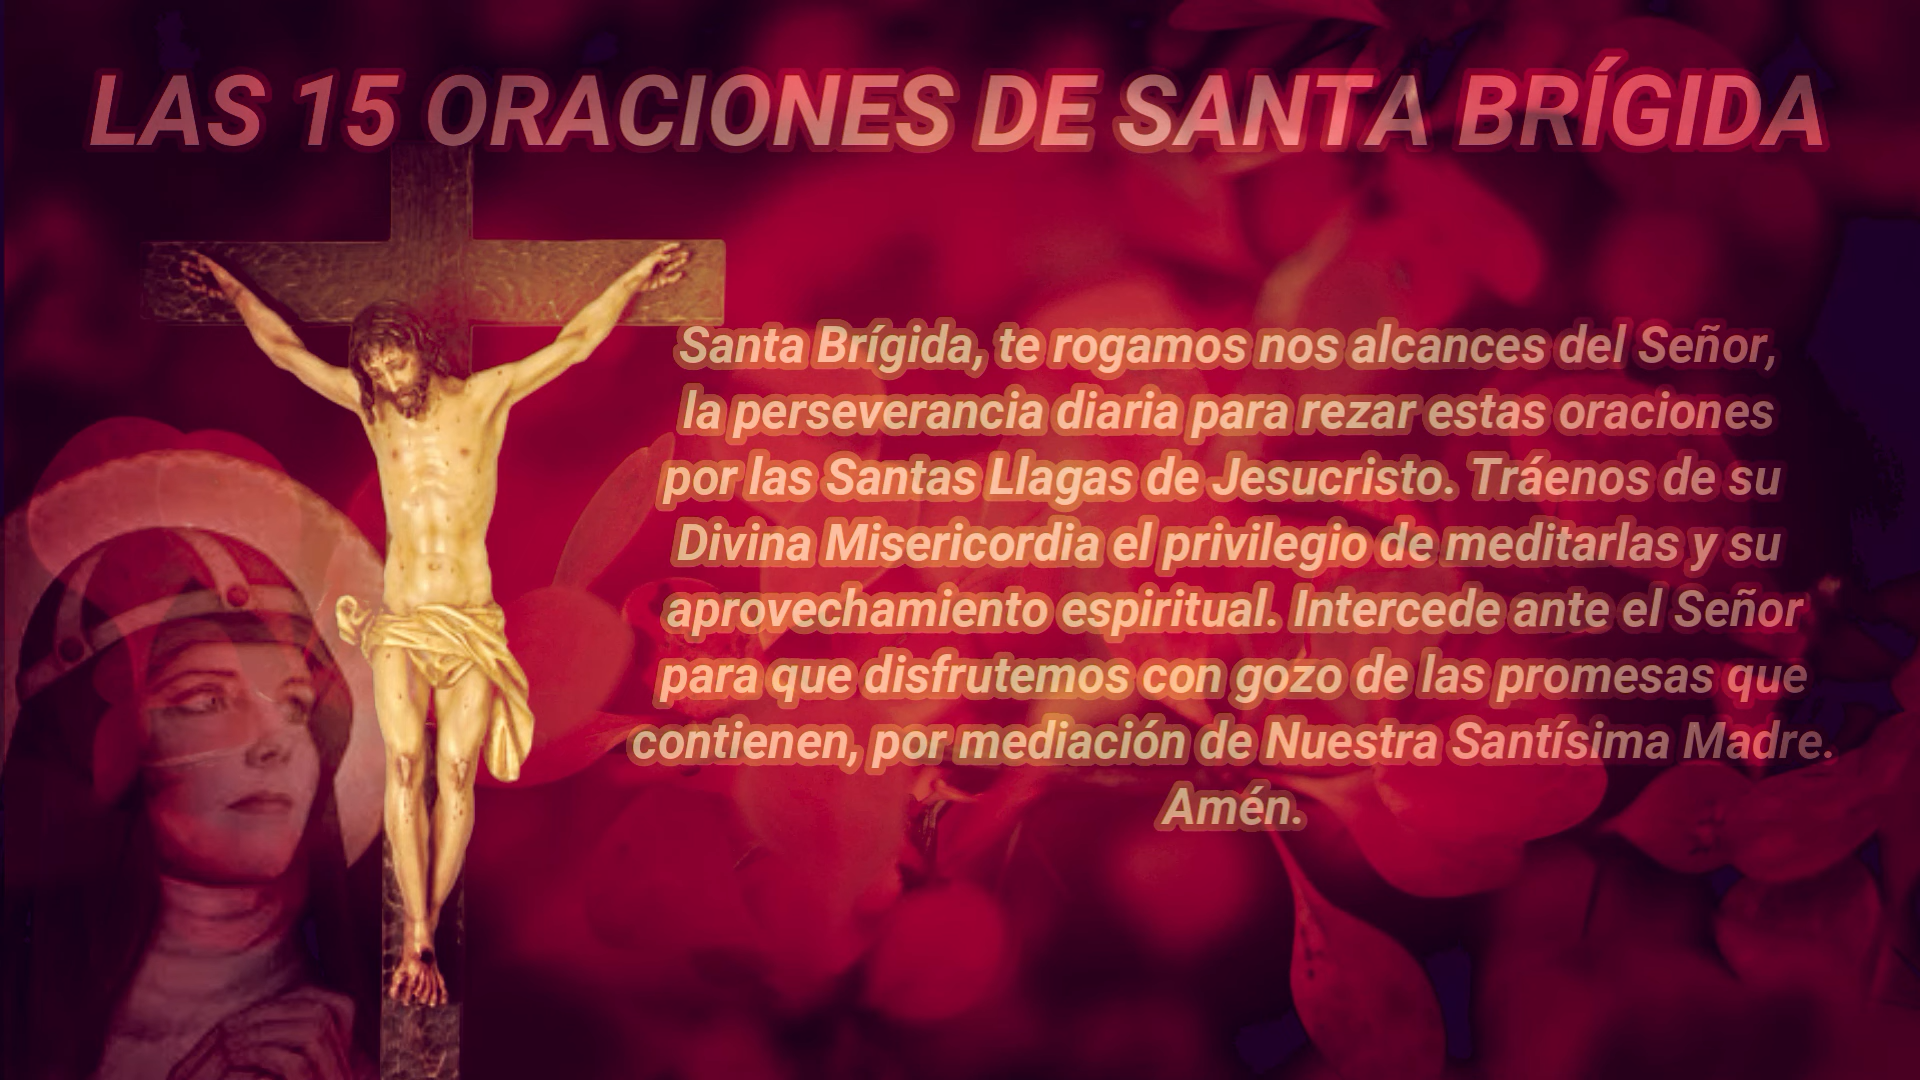 LAS 15 ORACIONES DE SANTA BRÍGIDA
Santa Brígida, te rogamos nos alcances del Señor,
la perseverancia diaria para rezar estas oraciones
por las Santas Llagas de Jesucristo. Tráenos de su
Divina Misericordia el privilegio de meditarlas y su
aprovechamiento espiritual. Intercede ante el Señor
para que disfrutemos con gozo de las promesas que
contienen, por mediación de Nuestra Santísima Madre.
Amén.